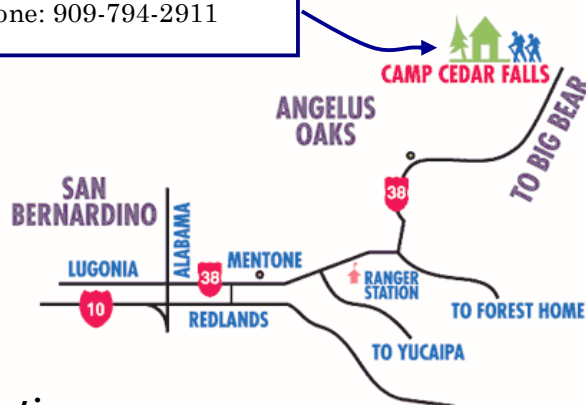 one: 909-794-2911
CAMP CEDAR FALLS
ANGELUS
OAKS
TO BIG BEAR
SAN
BERNARDINO
ALABAMA
38
LUGONIA
38
MENTONE
RANGER
STATION
10
REDLANDS
TO FOREST HOME
TO YUCAIPA